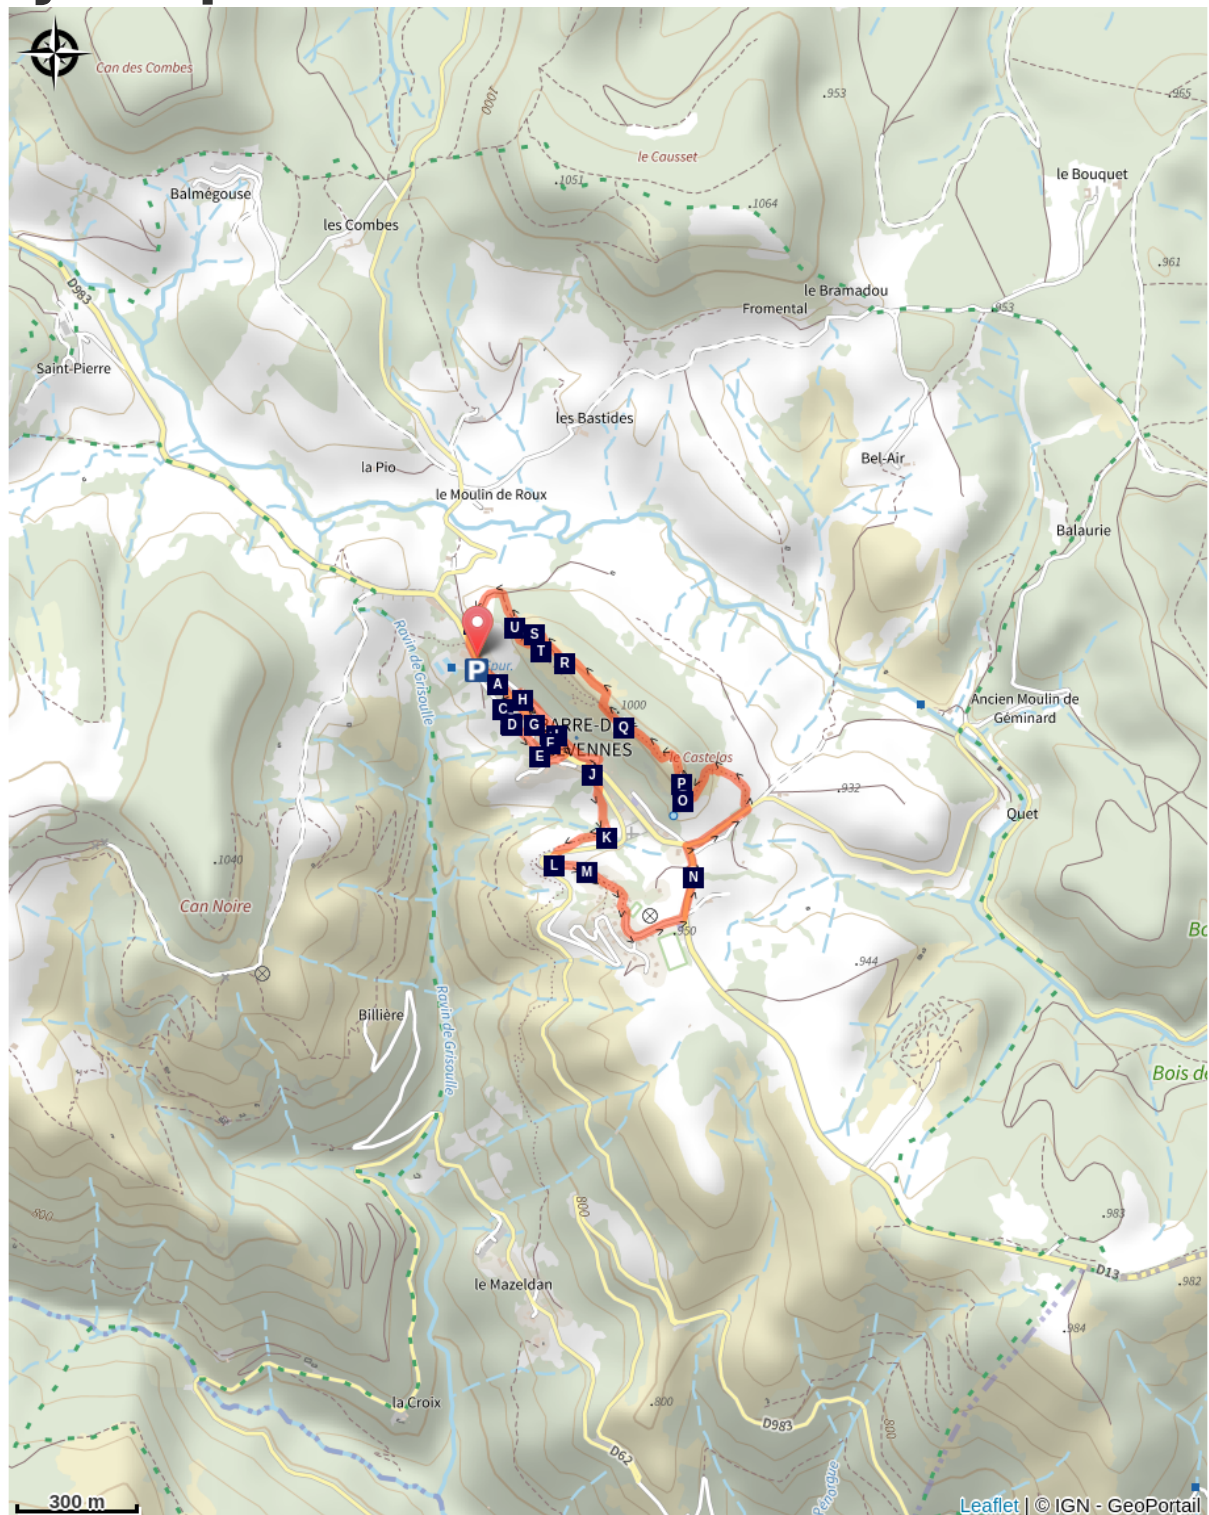 Can des Combes
1000
.953
.965
le Causset
.1051
le Bouquet
Balmégouse
.1064
les Combes
.961
D983
le Bramadou
Fromental
.953
Saint-Pierre
les Bastides
la Pio
Bel-Air
le Moulin de Roux
Balaurie
Ravin de Grisoulle
U
S
T
R
P
épur.
A
H
C
1000
Ancien Moulin de
Géminard
D
G
Q
F
E
le Castelas
J
P
O
.932
Quet
K
.1040
L
M
N
Can Noire
.950
.944
Billière
Ravin de Grisoulle
Bois de
800
800
.983
le Mazeldan
D13
.982
.984
la Croix
.800
D983
800
D62
300 m
Leaflet | © IGN - GeoPortail